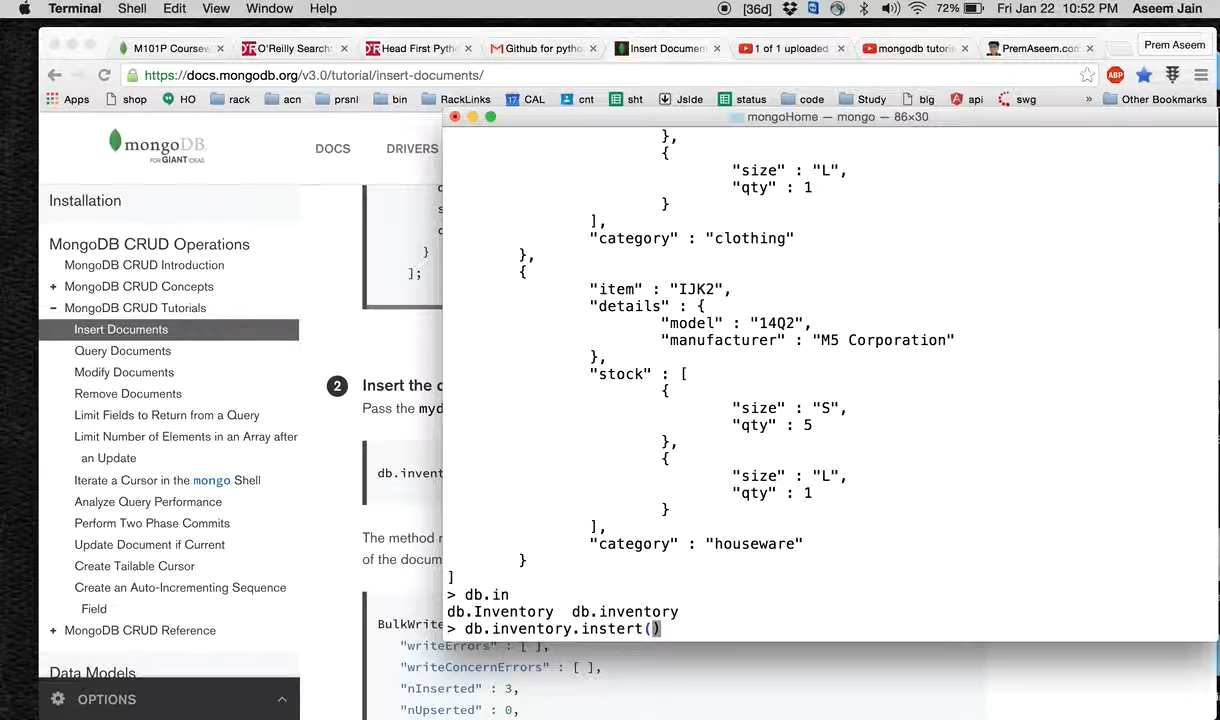 Terminal Shell Edit View Window Help [36d] 72% Fri Jan 22 10:52 PM Aseem Jain
M101P Coursew × O'Reilly Search: × Head First Pyth × Github for pytho × Insert Documen × 1 of 1 uploaded × mongodb tutorie × PremAseem.co × Prem Aseem
https://docs.mongodb.org/v3.0/tutorial/insert-documents/
ABP
Apps shop HO rack acn prsnl bin RackLinks 17 CAL cnt sht Jside status code Study big api swg » Other Bookmarks
mongoHome — mongo — 86×30
mongoDB
FOR GIANT IDEAS
DOCS DRIVERS
Installation
MongoDB CRUD Operations
MongoDB CRUD Introduction
+ MongoDB CRUD Concepts
– MongoDB CRUD Tutorials
Insert Documents
Query Documents
Modify Documents
Remove Documents
Limit Fields to Return from a Query
Limit Number of Elements in an Array after
an Update
Iterate a Cursor in the mongo Shell
Analyze Query Performance
Perform Two Phase Commits
Update Document if Current
Create Tailable Cursor
Create an Auto-Incrementing Sequence
Field
+ MongoDB CRUD Reference
Data Models
OPTIONS
}
];
2 Insert the d
Pass the myd
db.invent
The method r
of the docum
BulkWrite
"writeErrors" : [ ],
"writeConcernErrors" : [ ],
"nInserted" : 3,
"nUpserted" : 0,
},
{
"size" : "L",
"qty" : 1
}
],
"category" : "clothing"
},
{
"item" : "IJK2",
"details" : {
"model" : "14Q2",
"manufacturer" : "M5 Corporation"
},
"stock" : [
{
"size" : "S",
"qty" : 5
},
{
"size" : "L",
"qty" : 1
}
],
"category" : "houseware"
}
]
> db.in
db.Inventory db.inventory
> db.inventory.instert()